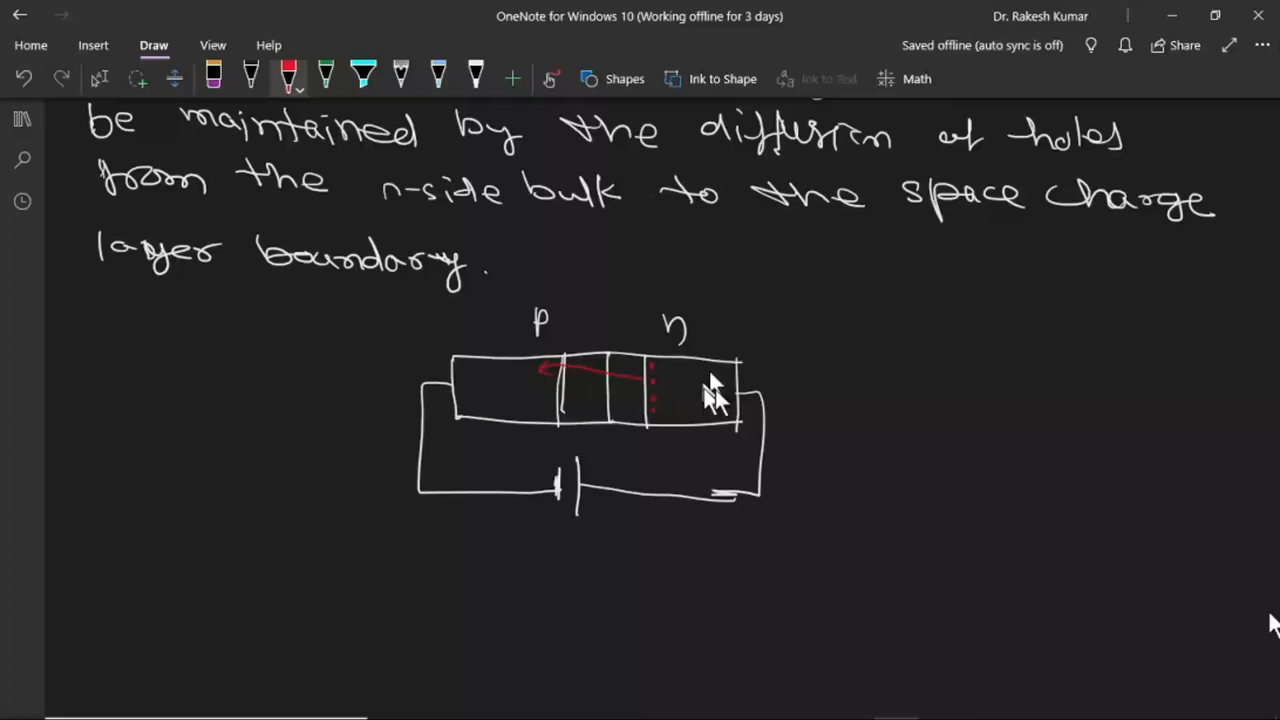 OneNote for Windows 10 (Working offline for 3 days)
Dr. Rakesh Kumar
Home Insert Draw View Help
Saved offline (auto sync is off)
Share
Shapes
Ink to Shape
Ink to Text
Math
be maintained by the diffusion of holes
from the n-side bulk to the space charge
layer boundary.
P n